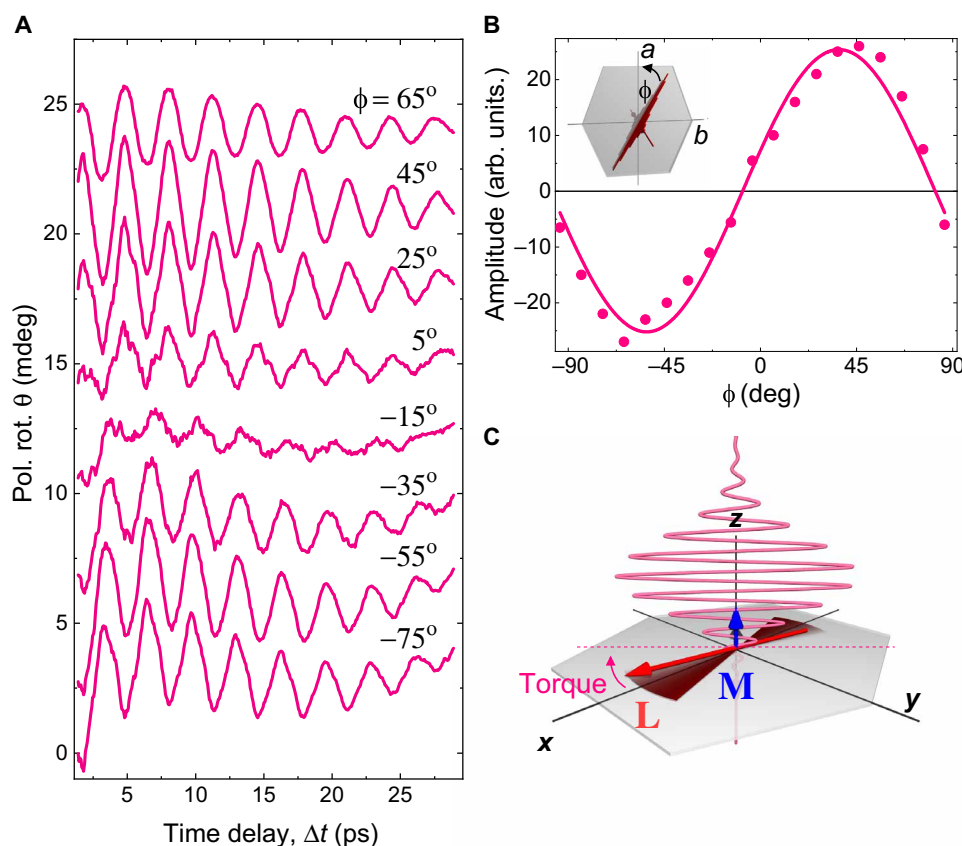 A
25
20
15
10
5
0
Pol. rot. θ (mdeg)
ϕ = 65°
45°
25°
5°
−15°
−35°
−55°
−75°
5
10
15
20
25
Time delay, Δt (ps)
B
20
10
0
−10
−20
Amplitude (arb. units.)
a
ϕ
b
−90
−45
0
45
90
ϕ (deg)
C
z
Torque
L
M
x
y